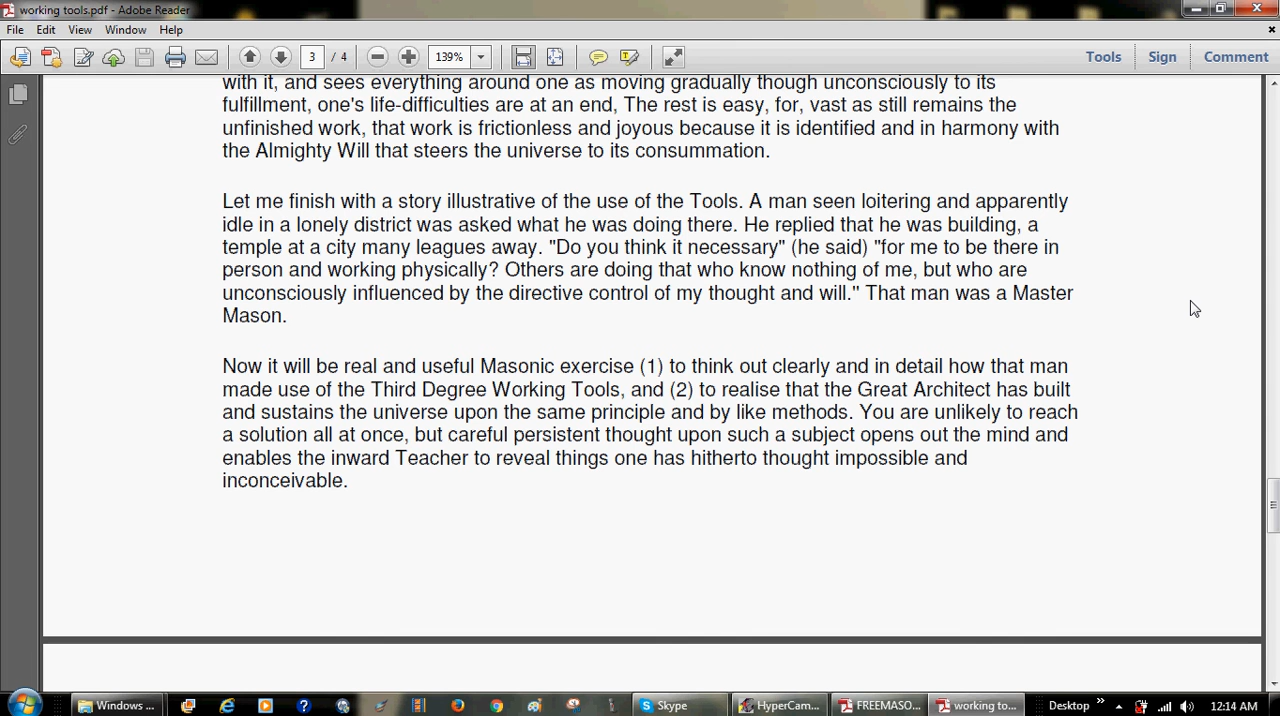 working tools.pdf - Adobe Reader
File Edit View Window Help
3 / 4 139% Tools Sign Comment
with it, and sees everything around one as moving gradually though unconsciously to its
fulfillment, one's life-difficulties are at an end, The rest is easy, for, vast as still remains the
unfinished work, that work is frictionless and joyous because it is identified and in harmony with
the Almighty Will that steers the universe to its consummation.
Let me finish with a story illustrative of the use of the Tools. A man seen loitering and apparently
idle in a lonely district was asked what he was doing there. He replied that he was building, a
temple at a city many leagues away. "Do you think it necessary" (he said) "for me to be there in
person and working physically? Others are doing that who know nothing of me, but who are
unconsciously influenced by the directive control of my thought and will." That man was a Master
Mason.
Now it will be real and useful Masonic exercise (1) to think out clearly and in detail how that man
made use of the Third Degree Working Tools, and (2) to realise that the Great Architect has built
and sustains the universe upon the same principle and by like methods. You are unlikely to reach
a solution all at once, but careful persistent thought upon such a subject opens out the mind and
enables the inward Teacher to reveal things one has hitherto thought impossible and
inconceivable.
Windows ... Skype HyperCam... FREEMASO... working to... Desktop 12:14 AM